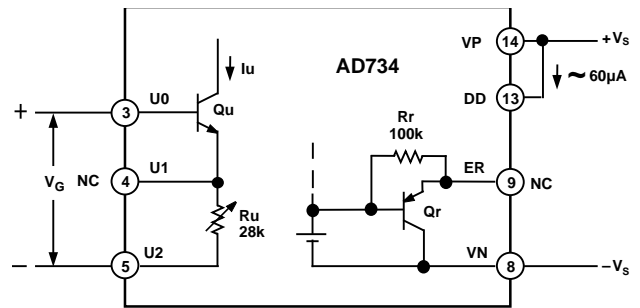 VP
14
+VS
Iu
AD734
≈ 60µA
+
3
U0
Qu
DD
13
Rr
100k
VG
NC
4
U1
ER
9
NC
Ru
28k
Qr
–
5
U2
VN
8
–VS